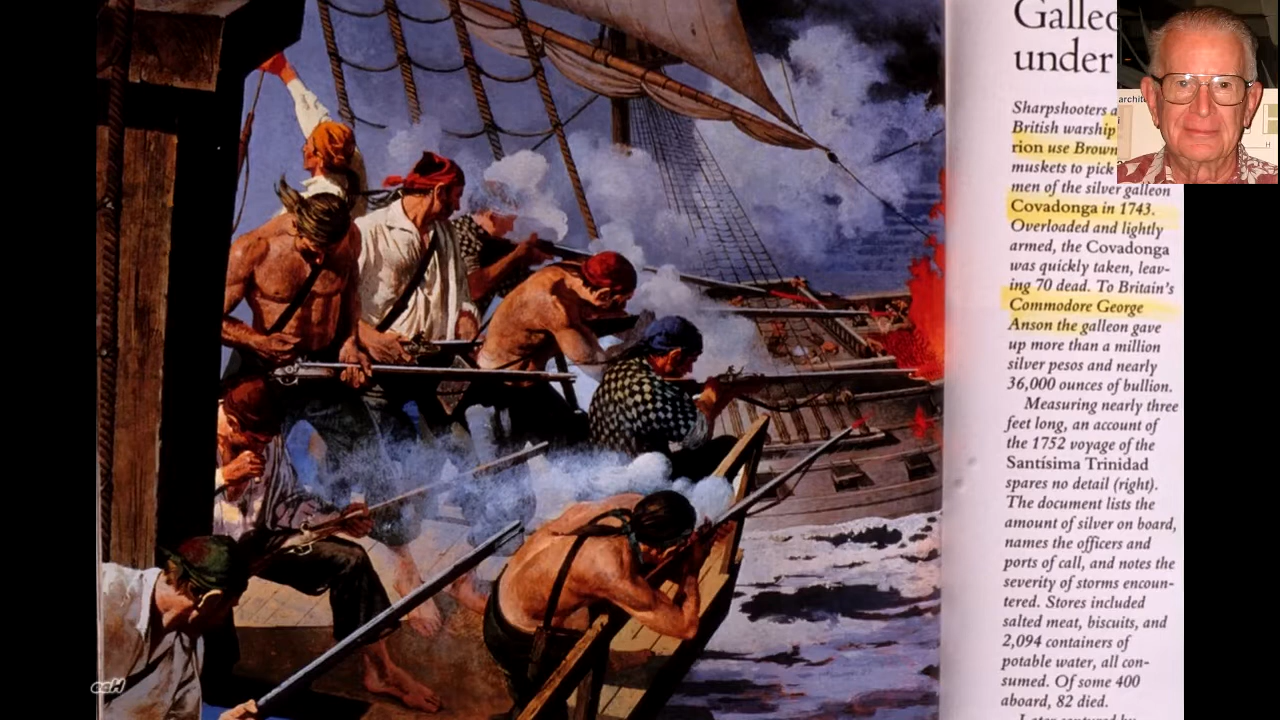 Galleo
under
Sharpshooters a
British warship
rion use Brown
muskets to pick
men of the silver galleon
Covadonga in 1743.
Overloaded and lightly
armed, the Covadonga
was quickly taken, leav-
ing 70 dead. To Britain's
Commodore George
Anson the galleon gave
up more than a million
silver pesos and nearly
36,000 ounces of bullion.
Measuring nearly three
feet long, an account of
the 1752 voyage of the
Santísima Trinidad
spares no detail (right).
The document lists the
amount of silver on board,
names the officers and
ports of call, and notes the
severity of storms encoun-
tered. Stores included
salted meat, biscuits, and
2,094 containers of
potable water, all con-
sumed. Of some 400
aboard, 82 died.
Later captured by
archite
H
ecH